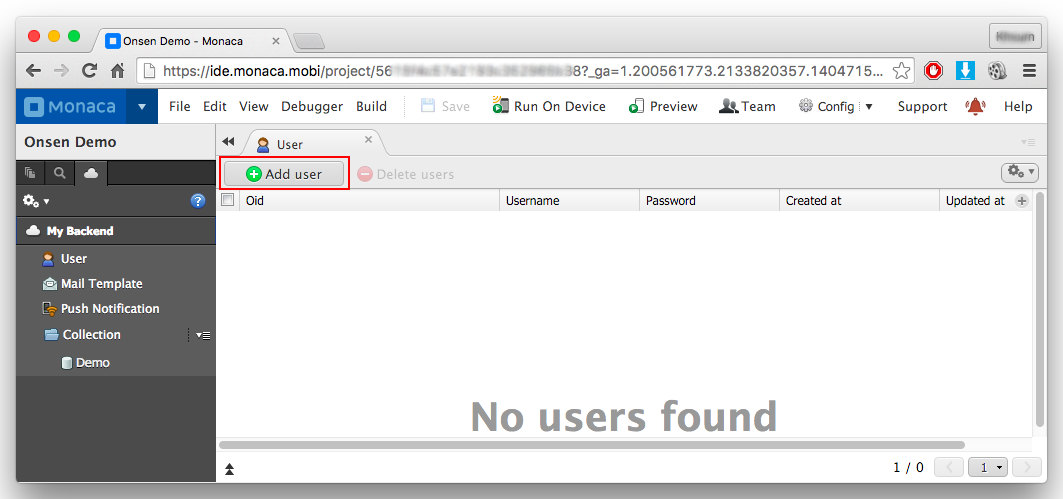 Onsen Demo - Monaca
https://ide.monaca.mobi/project/56 38?_ga=1.200561773.2133820357.1404715...
Monaca File Edit View Debugger Build Save Run On Device Preview Team Config Support Help
Onsen Demo
User
Add user Delete users
Oid Username Password Created at Updated at
My Backend
User
Mail Template
Push Notification
Collection
Demo
No users found
1 / 0 1